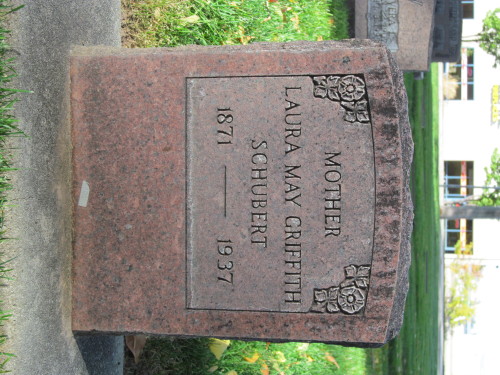 MOTHER
LAURA MAY GRIFFITH
SCHUBERT
1871 — 1937